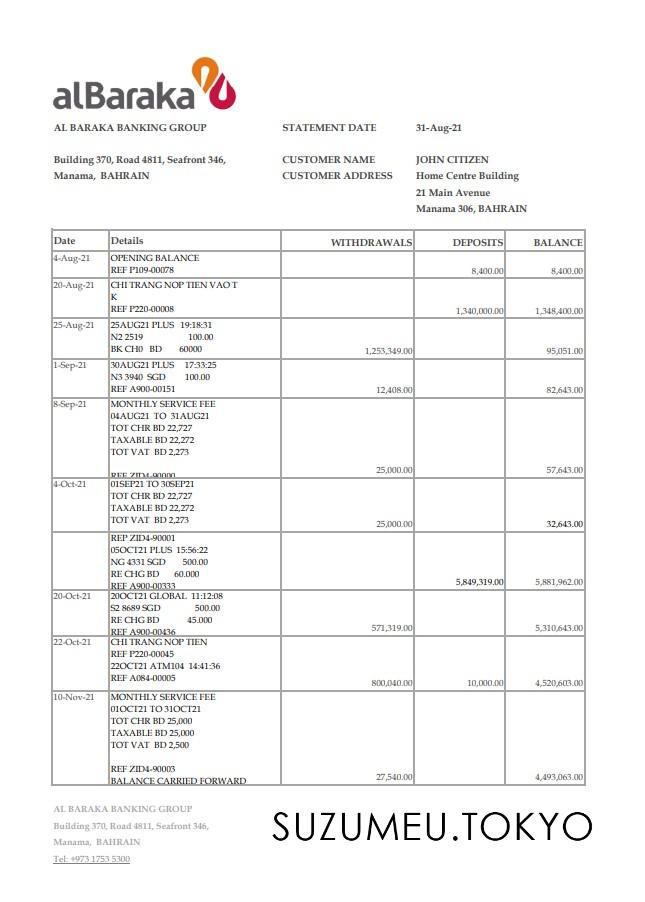 alBaraka
AL BARAKA BANKING GROUP STATEMENT DATE 31-Aug-21
Building 370, Road 4811, Seafront 346, CUSTOMER NAME JOHN CITIZEN
Manama, BAHRAIN CUSTOMER ADDRESS Home Centre Building
21 Main Avenue
Manama 306, BAHRAIN
Date Details WITHDRAWALS DEPOSITS BALANCE
4-Aug-21 OPENING BALANCE
REF P109-00078 8,400.00 8,400.00
20-Aug-21 CHI TRANG NOP TIEN VAO T
K
REF P220-00008 1,340,000.00 1,348,400.00
25-Aug-21 25AUG21 PLUS 19:18:31
N2 2519 100.00
BK CH0 BD 60000 1,253,349.00 95,051.00
1-Sep-21 30AUG21 PLUS 17:33:25
N3 3940 SGD 100.00
REF A900-00151 12,408.00 82,643.00
8-Sep-21 MONTHLY SERVICE FEE
04AUG21 TO 31AUG21
TOT CHR BD 22,727
TAXABLE BD 22,272
TOT VAT BD 2,273
REF ZID4-90000 25,000.00 57,643.00
4-Oct-21 01SEP21 TO 30SEP21
TOT CHR BD 22,727
TAXABLE BD 22,272
TOT VAT BD 2,273 25,000.00 32,643.00
REP ZID4-90001
05OCT21 PLUS 15:56:22
NG 4331 SGD 500.00
RE CHG BD 60.000
REF A900-00333 5,849,319.00 5,881,962.00
20-Oct-21 20OCT21 GLOBAL 11:12:08
S2 8689 SGD 500.00
RE CHG BD 45.000
REF A900-00436 571,319.00 5,310,643.00
22-Oct-21 CHI TRANG NOP TIEN
REF P220-00045
22OCT21 ATM104 14:41:36
REF A084-00005 800,040.00 10,000.00 4,520,603.00
10-Nov-21 MONTHLY SERVICE FEE
01OCT21 TO 31OCT21
TOT CHR BD 25,000
TAXABLE BD 25,000
TOT VAT BD 2,500
REF ZID4-90003
BALANCE CARRIED FORWARD 27,540.00 4,493,063.00
AL BARAKA BANKING GROUP
Building 370, Road 4811, Seafront 346,
Manama, BAHRAIN
Tel: +973 1753 5300
SUZUMEU.TOKYO